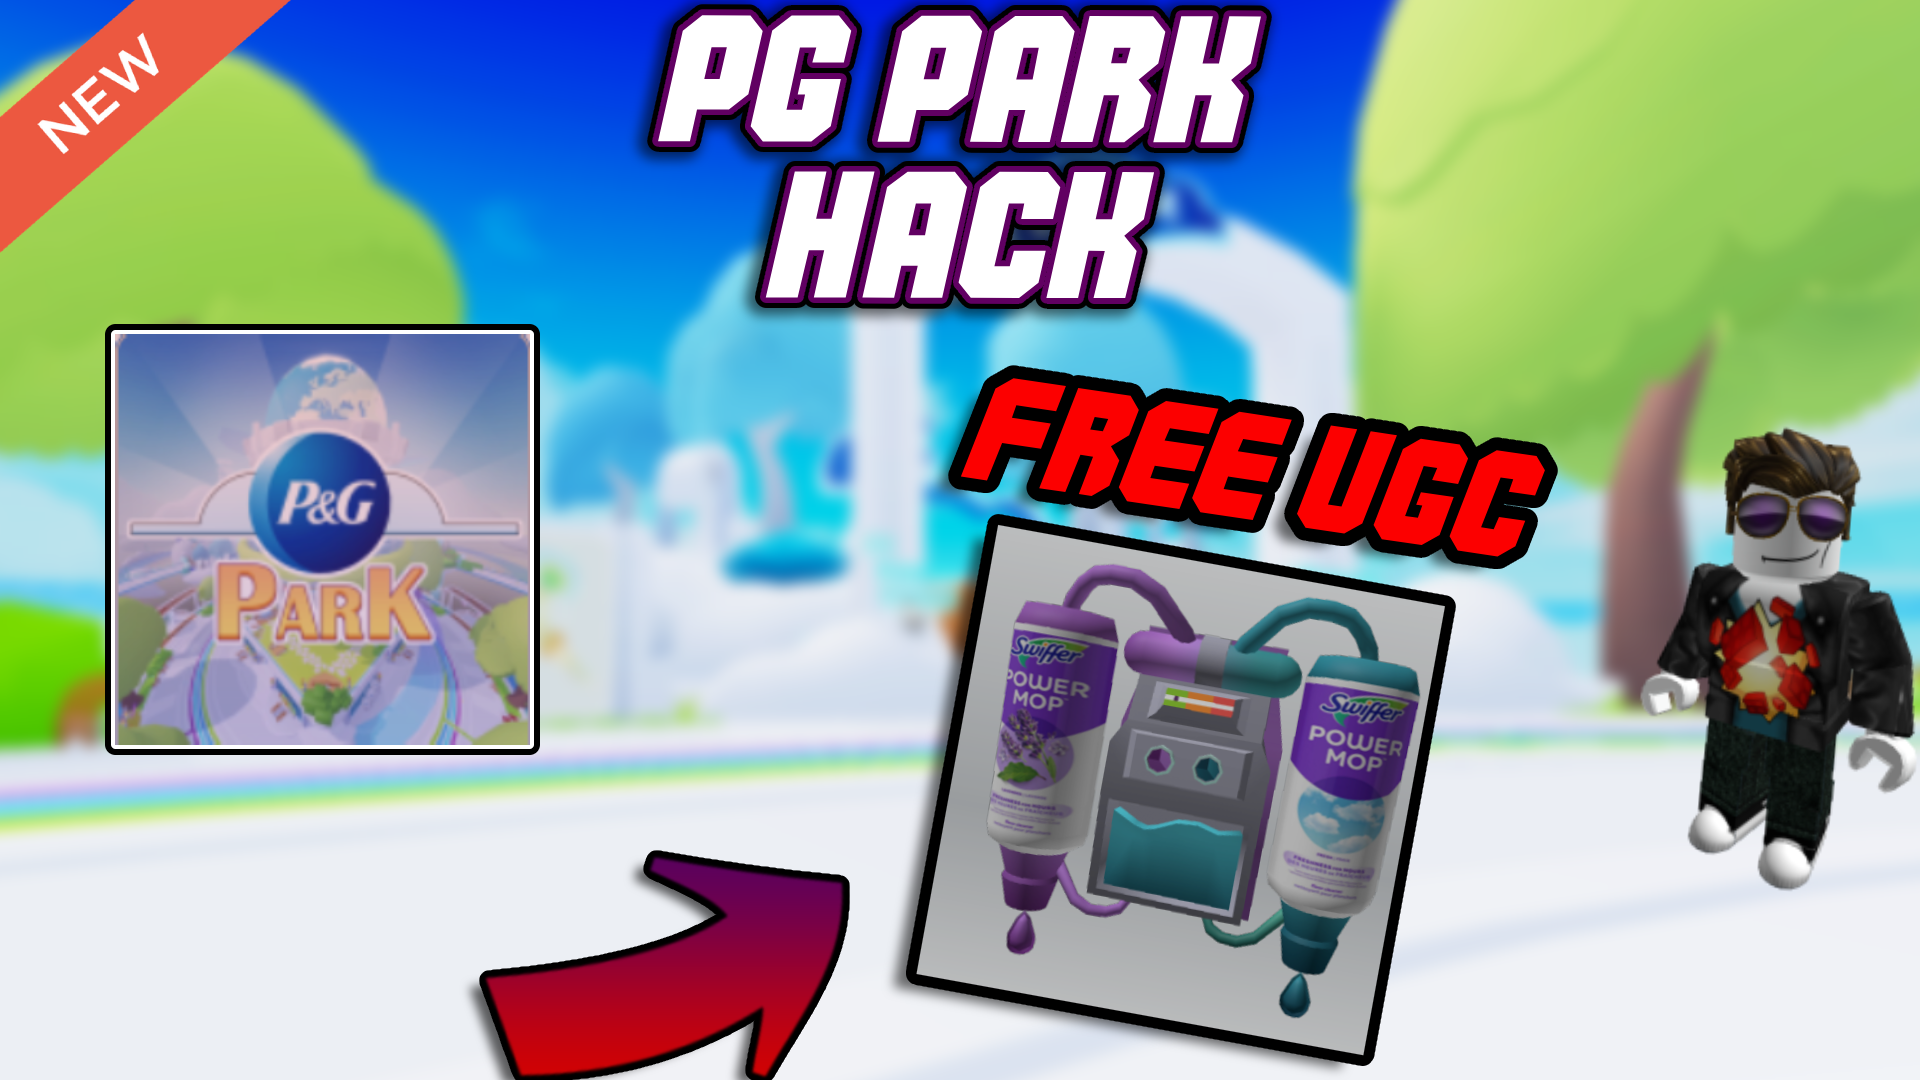 NEW
PG PARK
HACK
P&G
PARK
FREE UGC
Swiffer
POWER
MOP
Swiffer
POWER
MOP